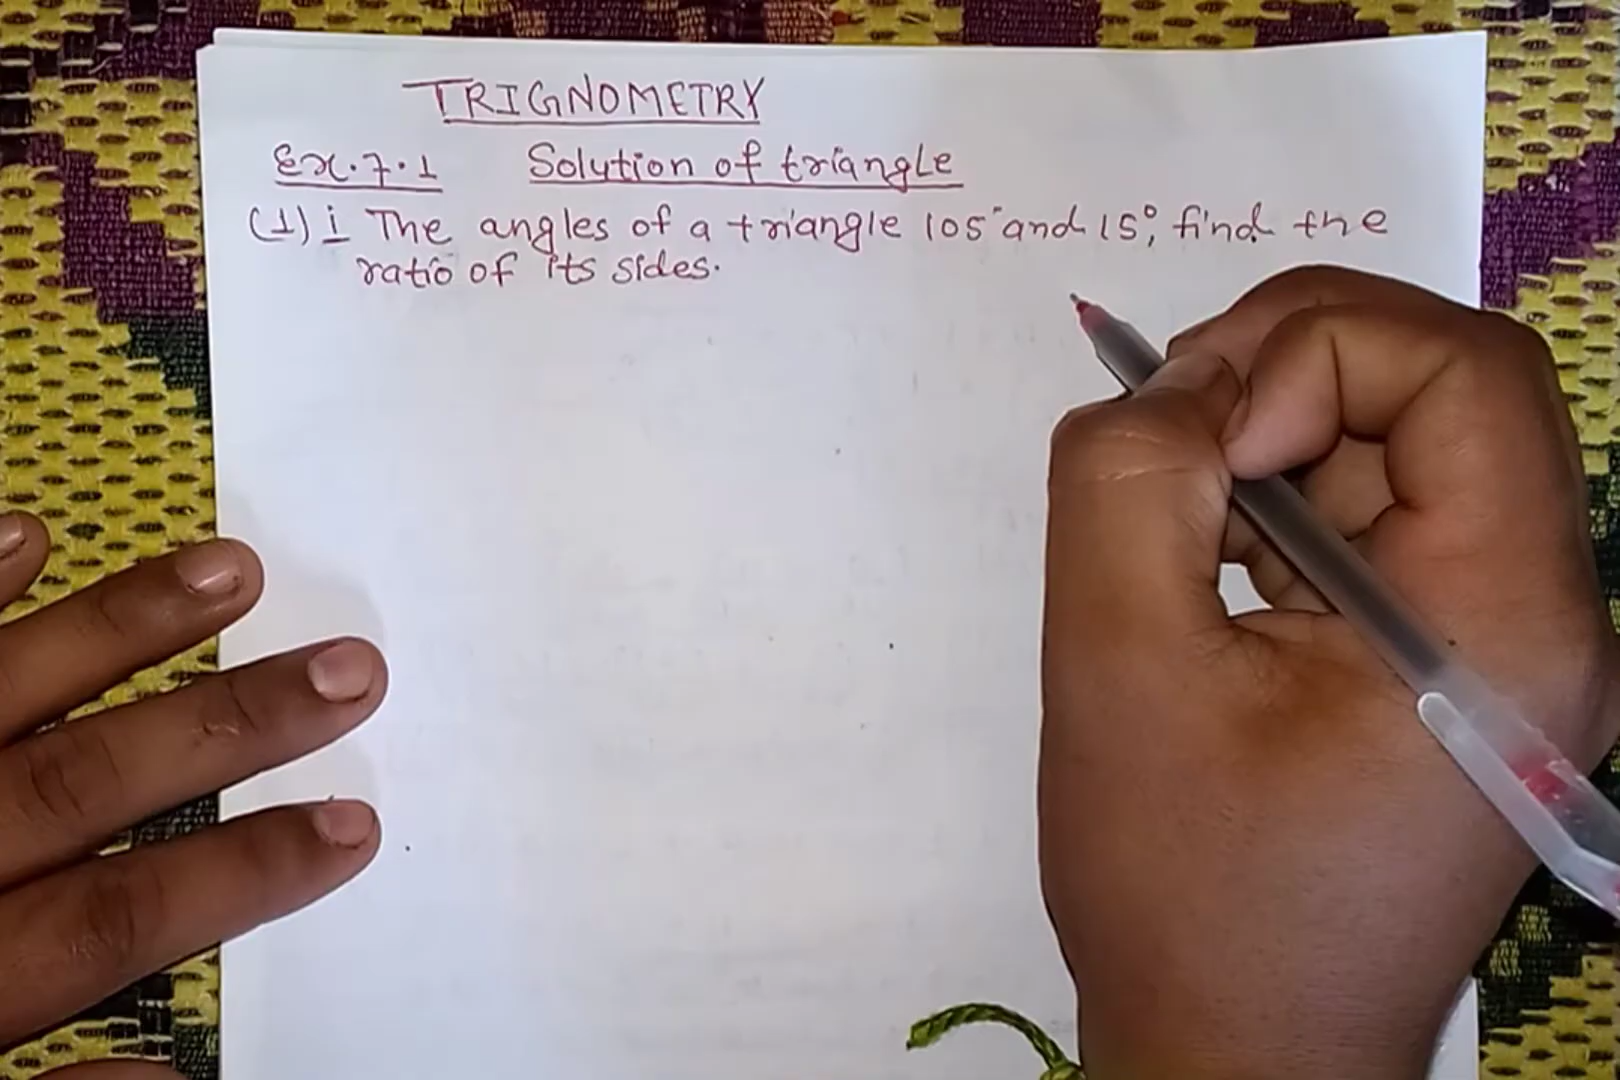 TRIGNOMETRY
Ex.7.1 Solution of triangle
(1) i The angles of a triangle 105° and 15°, find the
ratio of its sides.